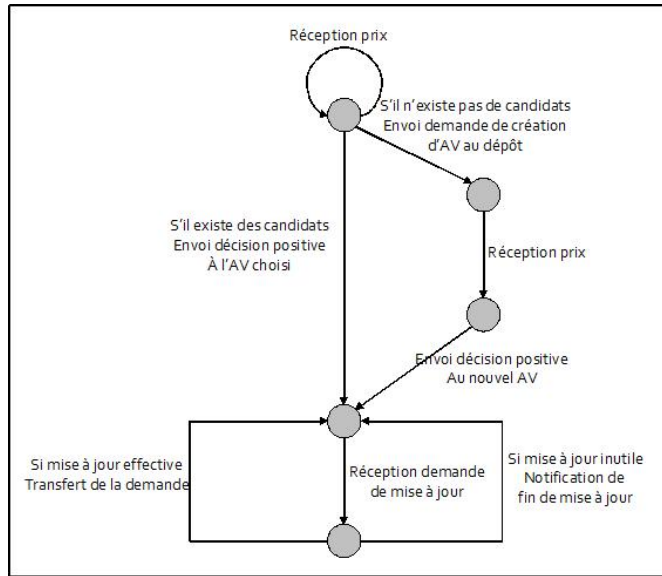 Réception prix
S'il n'existe pas de candidats
Envoi demande de création
d'AV au dépôt
S'il existe des candidats
Envoi décision positive
À l'AV choisi
Réception prix
Envoi décision positive
Au nouvel AV
Si mise à jour effective
Transfert de la demande
Réception demande
de mise à jour
Si mise à jour inutile
Notification de
fin de mise à jour